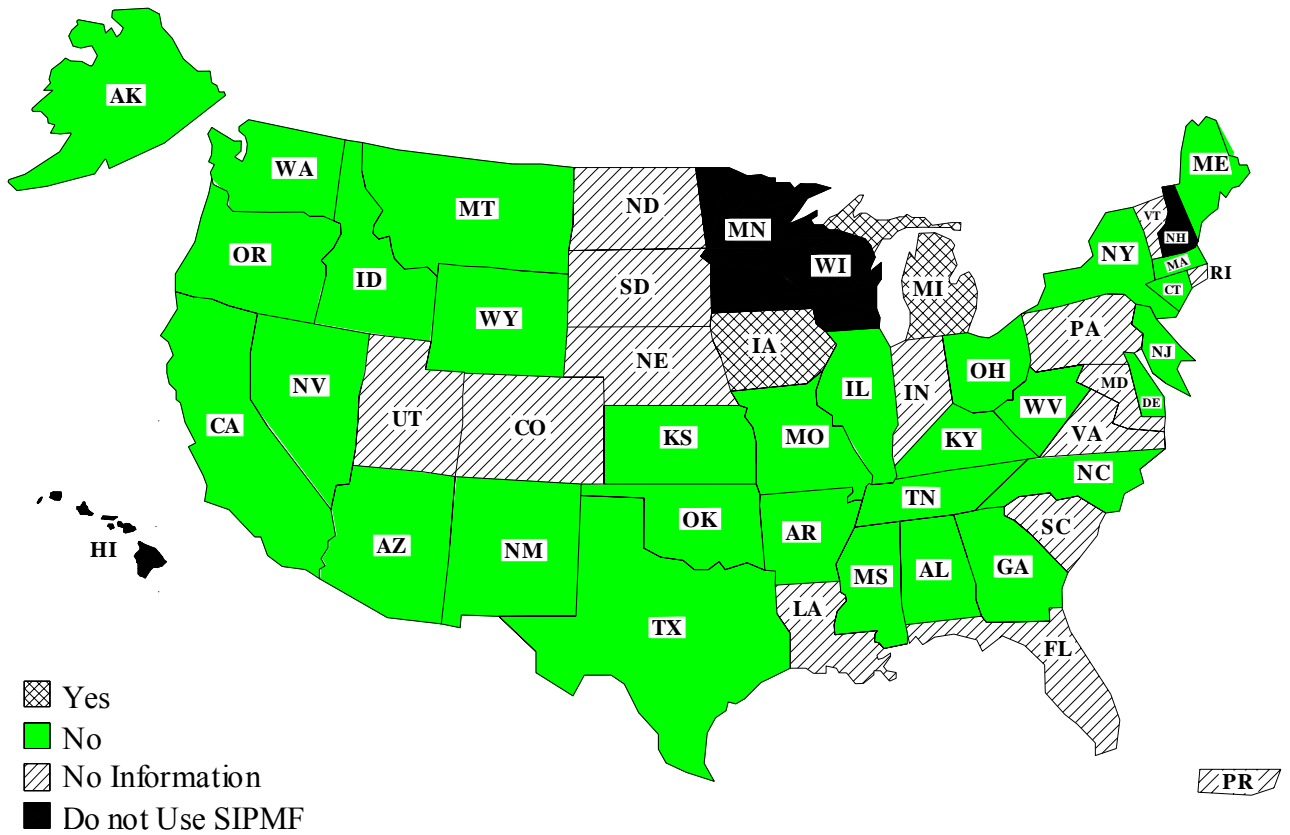 AK
WA
MT
ND
MN
ME
VT
NH
OR
ID
SD
WI
MI
NY
MA
RI
CT
WY
NE
IA
PA
NJ
NV
UT
CO
IL
IN
OH
MD
DE
CA
KS
MO
KY
WV
VA
NC
TN
OK
AR
SC
HI
AZ
NM
MS
AL
GA
LA
TX
FL
PR
Yes
No
No Information
Do not Use SIPMF